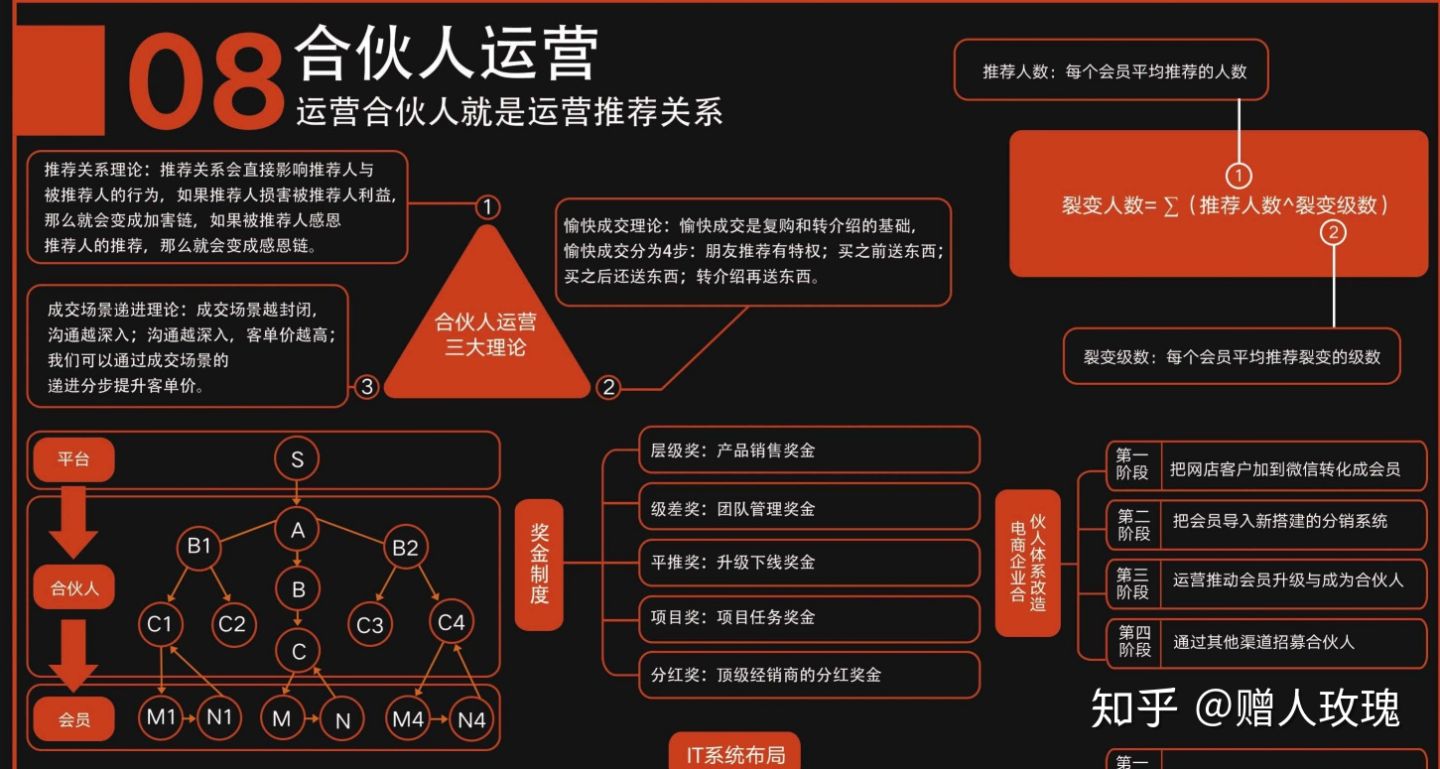 08
合伙人运营
运营合伙人就是运营推荐关系
推荐人数：每个会员平均推荐的人数
①
裂变人数= ∑（推荐人数^裂变级数）
②
裂变级数：每个会员平均推荐裂变的级数
推荐关系理论：推荐关系会直接影响推荐人与
被推荐人的行为，如果推荐人损害被推荐人利益，
那么就会变成加害链，如果被推荐人感恩
推荐人的推荐，那么就会变成感恩链。
①
愉快成交理论：愉快成交是复购和转介绍的基础，
愉快成交分为4步：朋友推荐有特权；买之前送东西；
买之后还送东西；转介绍再送东西。
②
成交场景递进理论：成交场景越封闭，
沟通越深入；沟通越深入，客单价越高；
我们可以通过成交场景的
递进分步提升客单价。
③
合伙人运营
三大理论
平台
S
合伙人
A
B1
B2
B
C1
C2
C3
C4
C
会员
M1
N1
M
N
M4
N4
奖金制度
层级奖：产品销售奖金
级差奖：团队管理奖金
平推奖：升级下线奖金
项目奖：项目任务奖金
分红奖：顶级经销商的分红奖金
电商企业合
伙人体系改造
第一
阶段
把网店客户加到微信转化成会员
第二
阶段
把会员导入新搭建的分销系统
第三
阶段
运营推动会员升级与成为合伙人
第四
阶段
通过其他渠道招募合伙人
知乎 @赠人玫瑰
IT系统布局
第一